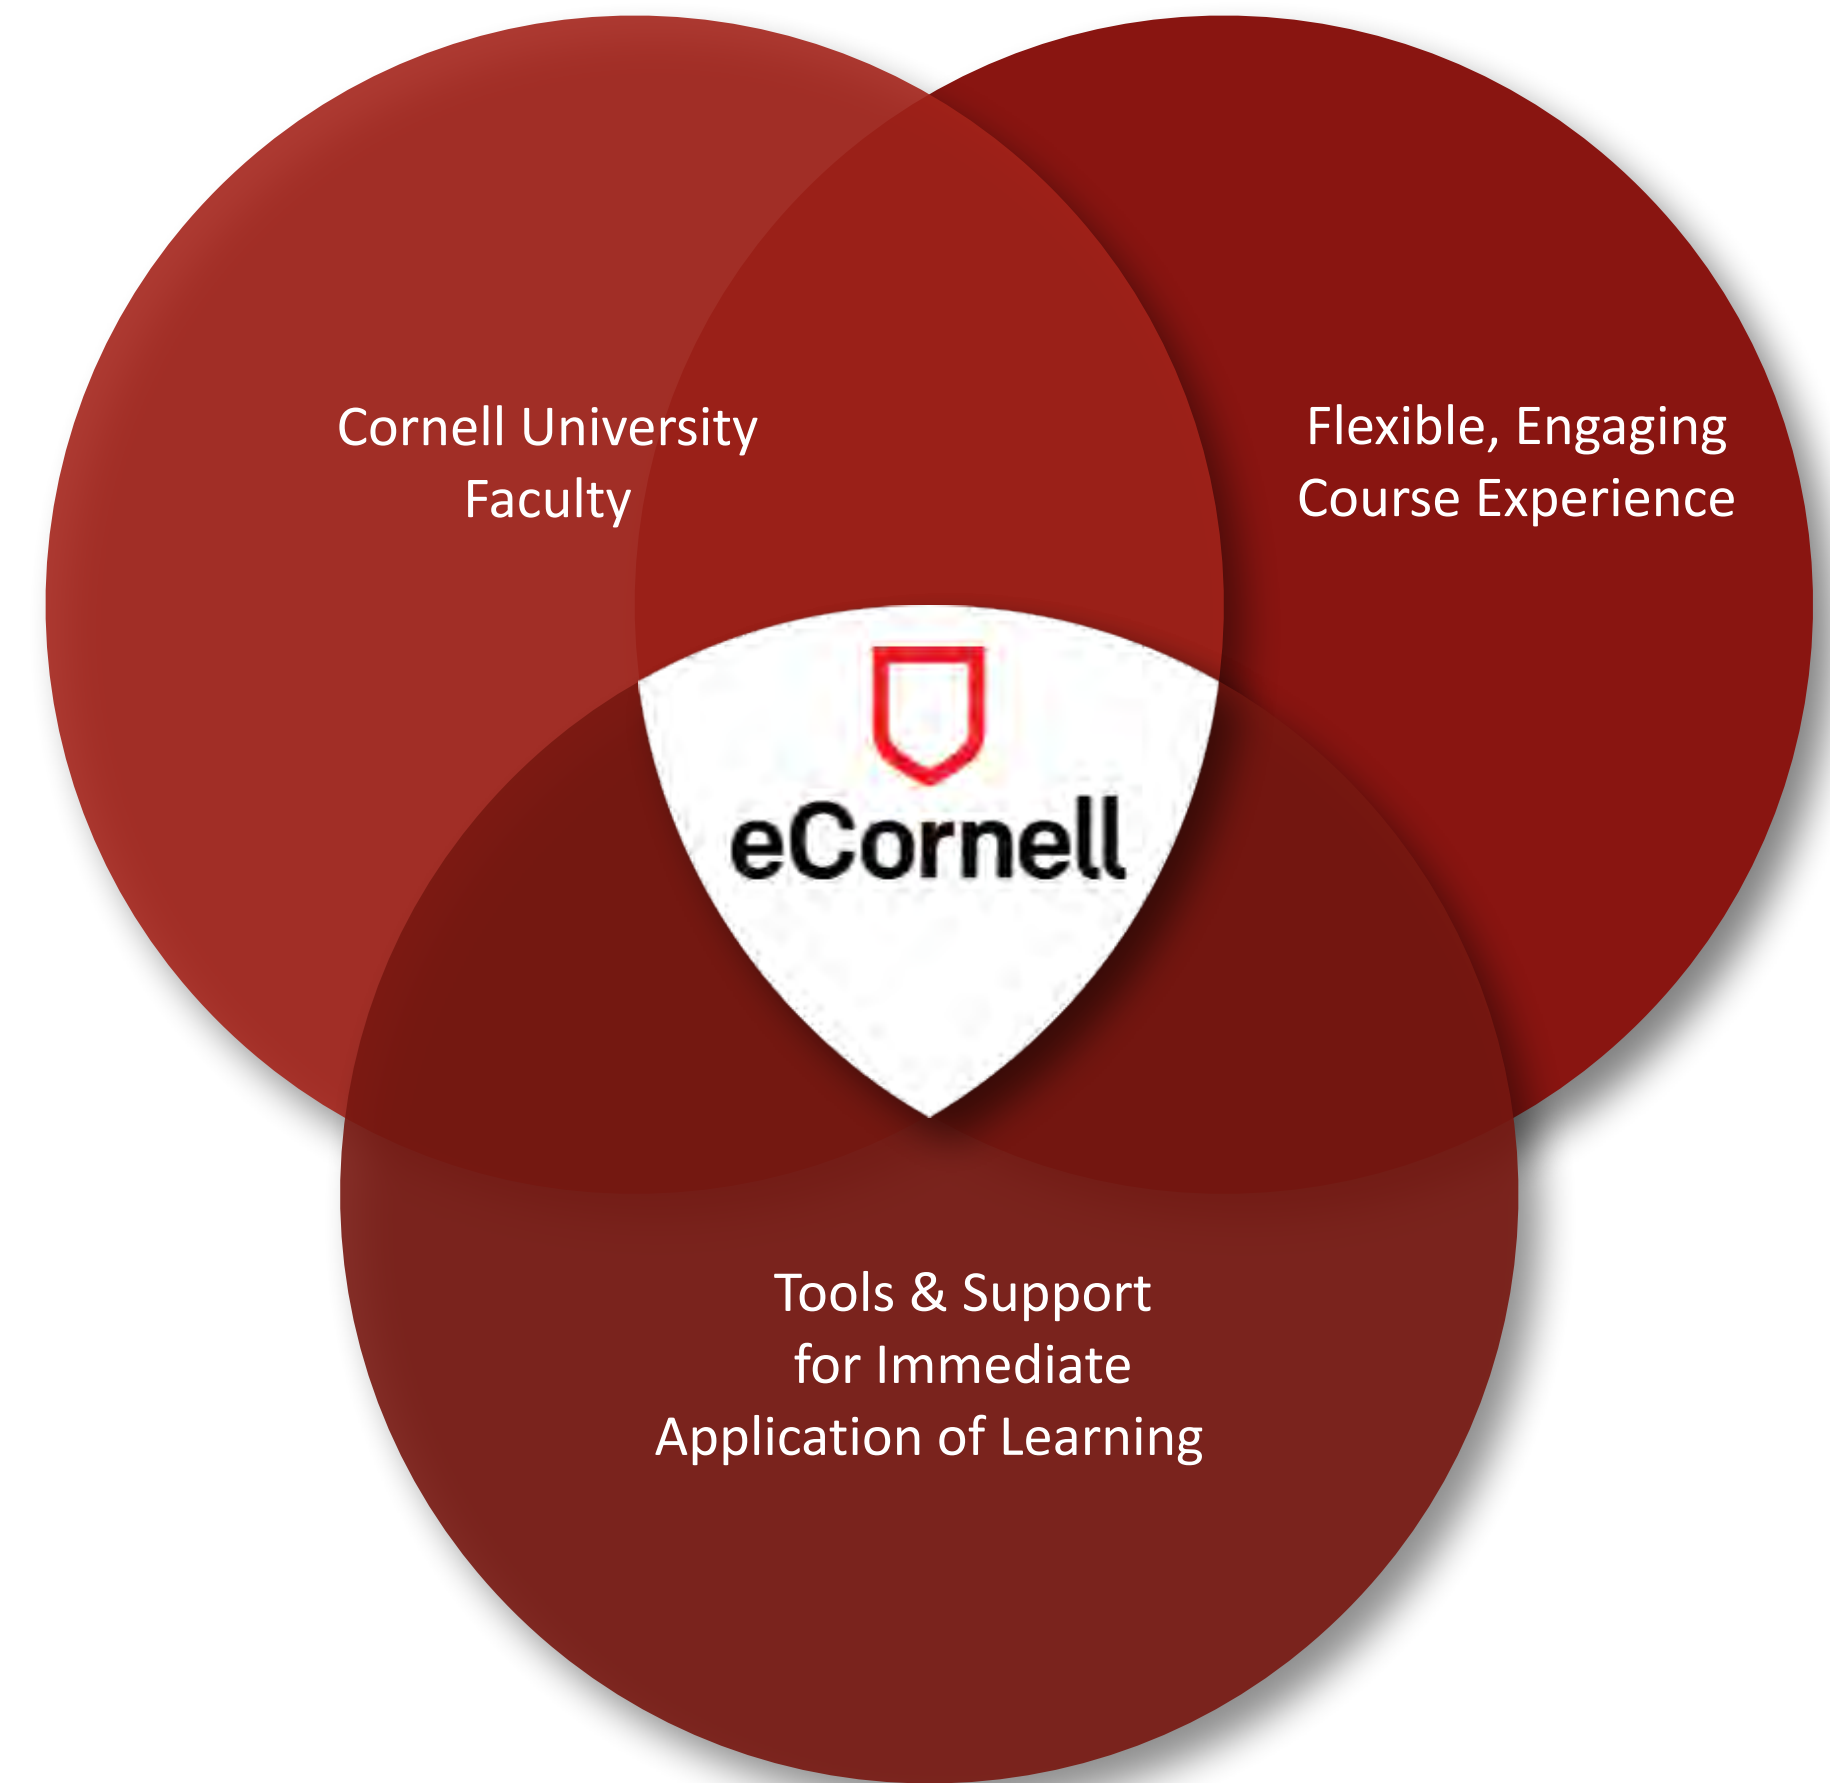 Cornell University
Faculty
Flexible, Engaging
Course Experience
eCornell
Tools & Support
for Immediate
Application of Learning